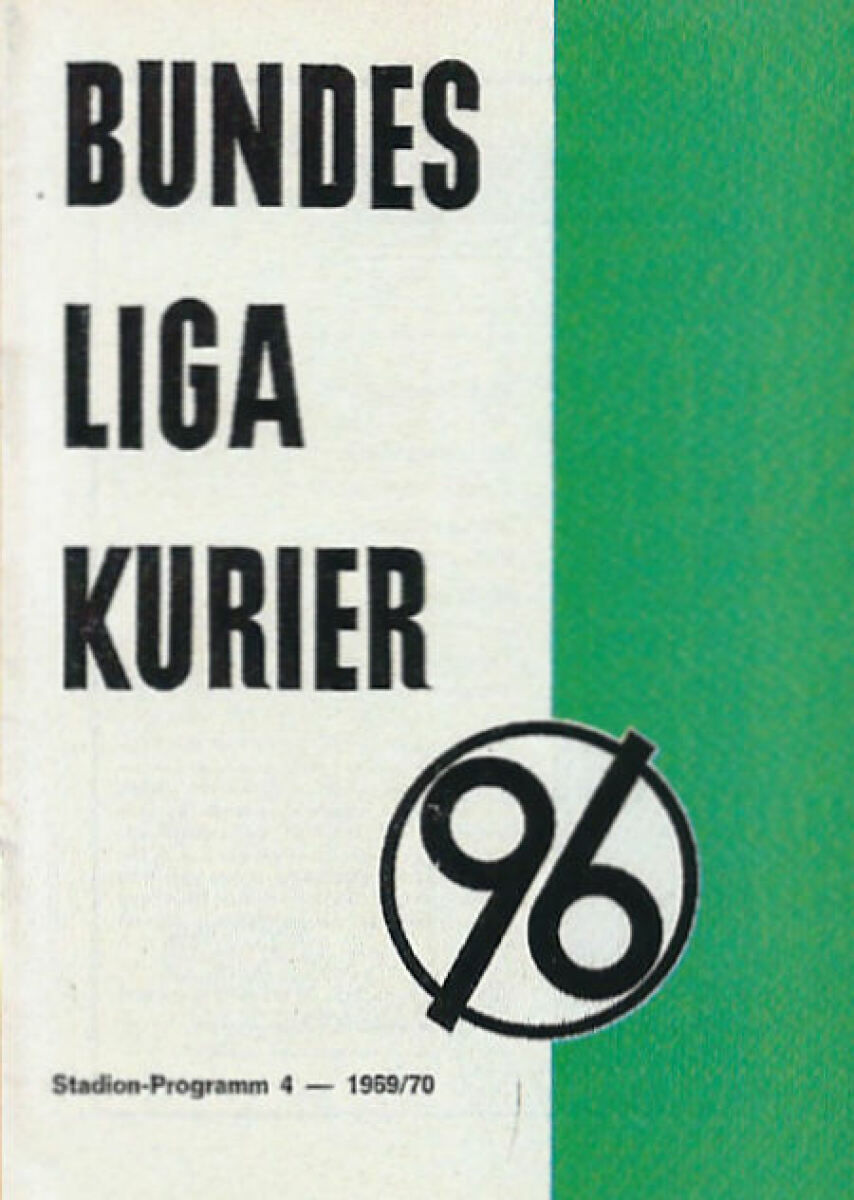 BUNDES
LIGA
KURIER
96
Stadion-Programm 4 — 1969/70